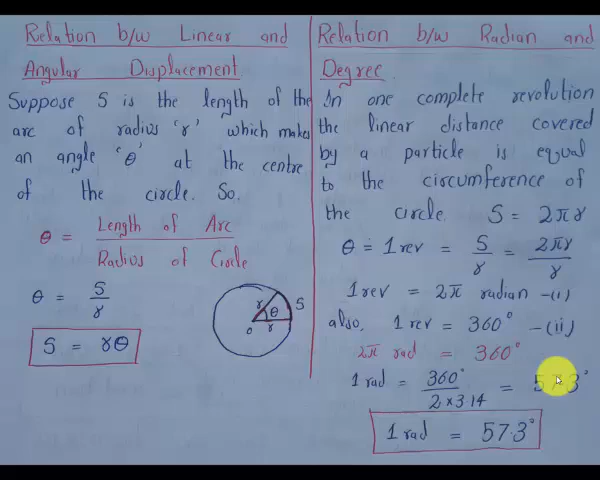 Relation b/w Linear and
Angular Displacement.
Suppose S is the length of the
arc of radius 'r' which makes
an angle 'θ' at the centre
of the circle. So.
θ = Length of Arc / Radius of Circle
θ = S / r
S = rθ
r
θ
S
o
r
Relation b/w Radian and
Degree.
In one complete revolution
the linear distance covered
by a particle is equal
to the circumference of
the circle. S = 2πr
θ = 1 rev = S / r = 2πr / r
1 rev = 2π radian -(i)
also, 1 rev = 360° -(ii)
2π rad = 360°
1 rad = 360° / 2 x 3.14 = 57.3°
1 rad = 57.3°